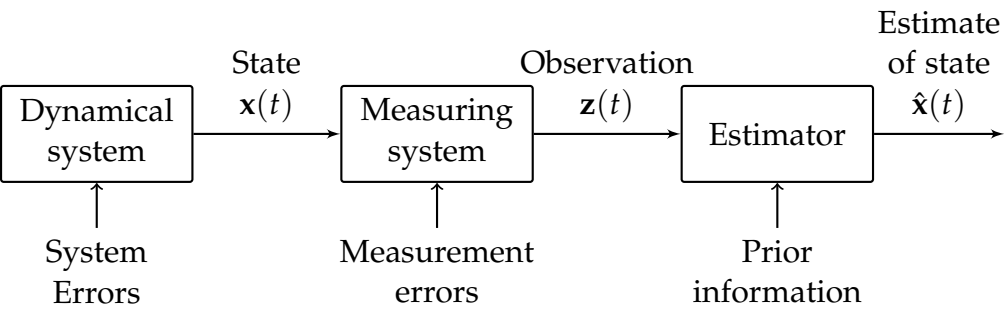 Dynamical
system
State
𝐱(t)
Measuring
system
Observation
𝐳(t)
Estimator
Estimate
of state
𝐱̂(t)
System
Errors
Measurement
errors
Prior
information